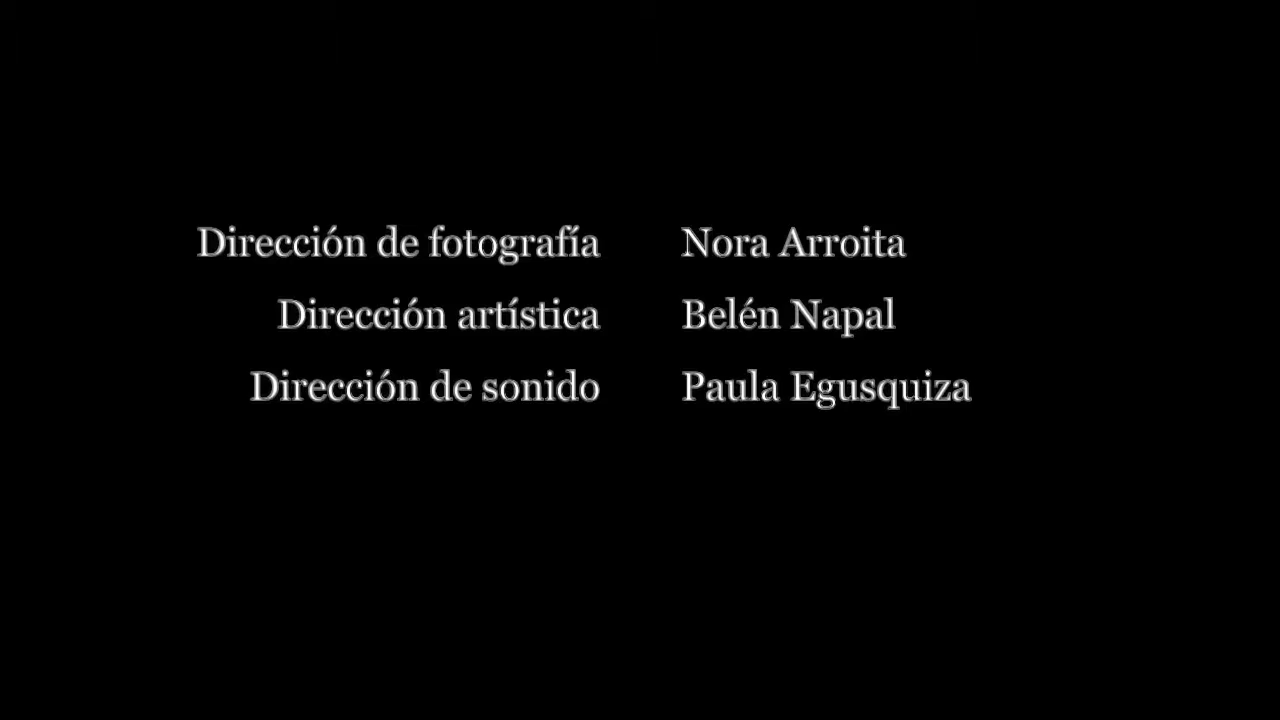 Dirección de fotografía Nora Arroita
Dirección artística Belén Napal
Dirección de sonido Paula Egusquiza